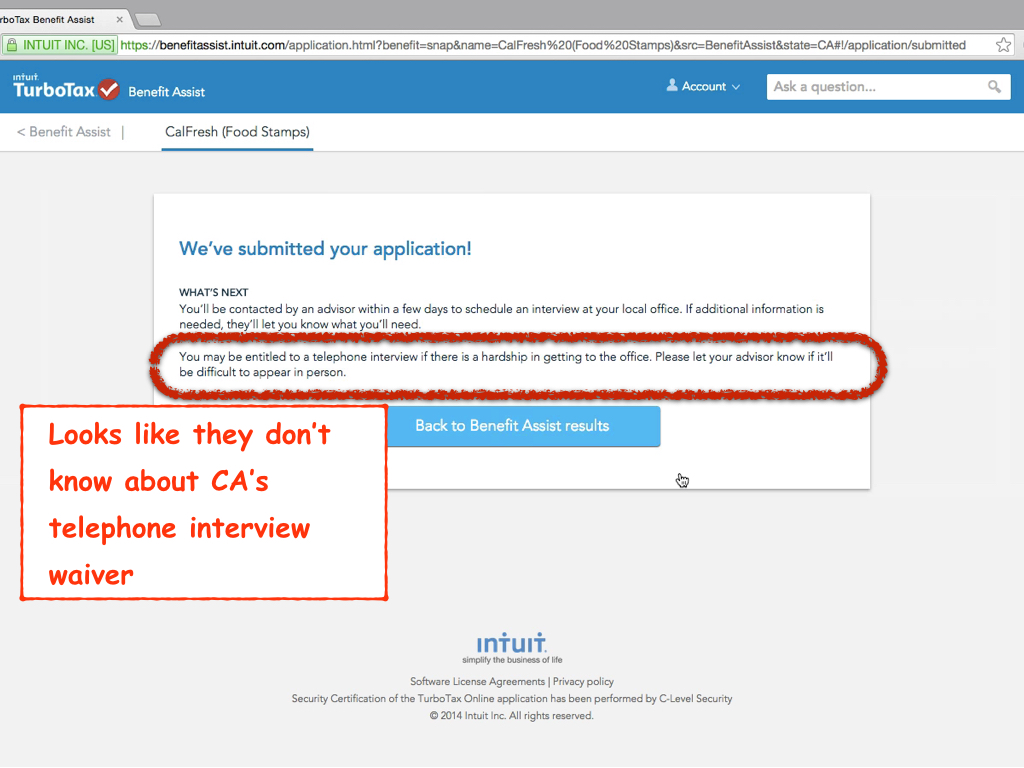 rboTax Benefit Assist
INTUIT INC. [US] https://benefitassist.intuit.com/application.html?benefit=snap&name=CalFresh%20(Food%20Stamps)&src=BenefitAssist&state=CA#!/application/submitted
intuit
TurboTax Benefit Assist
Account
Ask a question...
< Benefit Assist |
CalFresh (Food Stamps)
We've submitted your application!
WHAT'S NEXT
You'll be contacted by an advisor within a few days to schedule an interview at your local office. If additional information is
needed, they'll let you know what you'll need.
You may be entitled to a telephone interview if there is a hardship in getting to the office. Please let your advisor know if it'll
be difficult to appear in person.
Back to Benefit Assist results
Looks like they don't
know about CA's
telephone interview
waiver
intuit.
simplify the business of life
Software License Agreements | Privacy policy
Security Certification of the TurboTax Online application has been performed by C-Level Security
© 2014 Intuit Inc. All rights reserved.